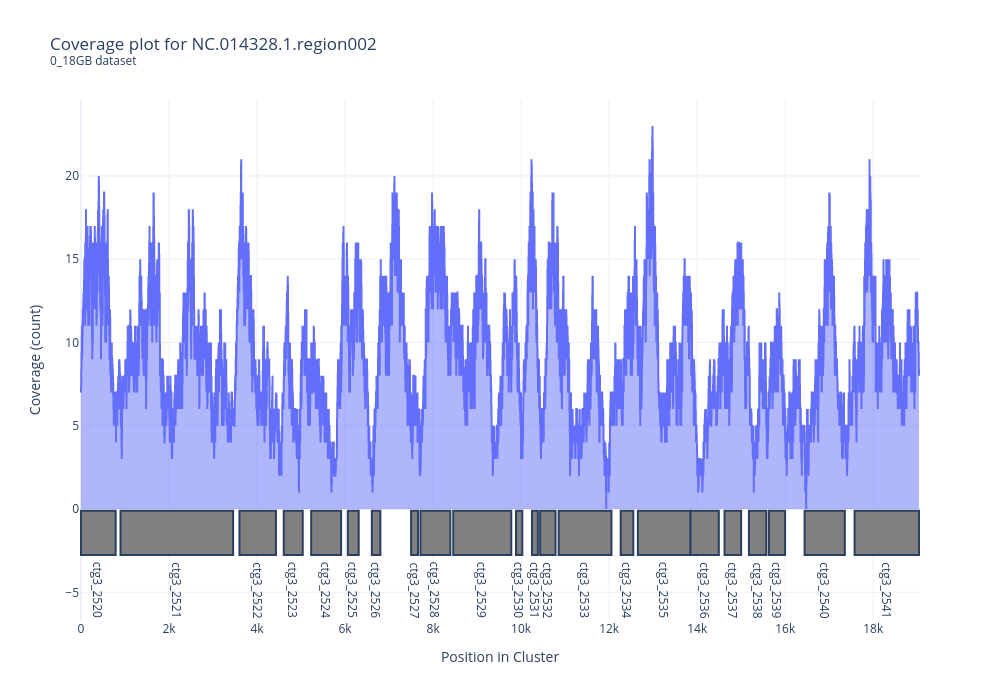 Coverage plot for NC.014328.1.region002
0_18GB dataset
Coverage (count)
20
15
10
5
0
−5
ctg3_2520
ctg3_2521
ctg3_2522
ctg3_2523
ctg3_2524
ctg3_2525
ctg3_2526
ctg3_2527
ctg3_2528
ctg3_2529
ctg3_2530
ctg3_2531
ctg3_2532
ctg3_2533
ctg3_2534
ctg3_2535
ctg3_2536
ctg3_2537
ctg3_2538
ctg3_2539
ctg3_2540
ctg3_2541
0 2k 4k 6k 8k 10k 12k 14k 16k 18k
Position in Cluster